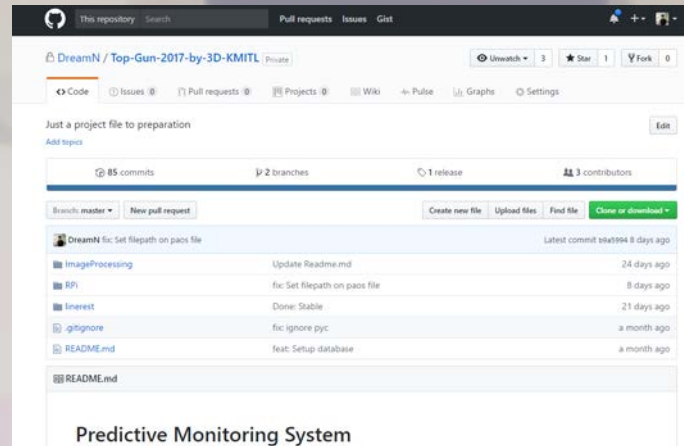 This repository Search Pull requests Issues Gist
DreamN / Top-Gun-2017-by-3D-KMITL Private Unwatch 3 Star 1 Fork 0
Code Issues 0 Pull requests 0 Projects 0 Wiki Pulse Graphs Settings
Just a project file to preparation Edit
Add topics
85 commits 2 branches 1 release 3 contributors
Branch: master New pull request Create new file Upload files Find file Clone or download
DreamN fix: Set filepath on paos file Latest commit b9a5994 8 days ago
ImageProcessing Update Readme.md 24 days ago
RPi fix: Set filepath on paos file 8 days ago
linerest Done: Stable 21 days ago
.gitignore fix: ignore pyc a month ago
README.md feat: Setup database a month ago
README.md
Predictive Monitoring System